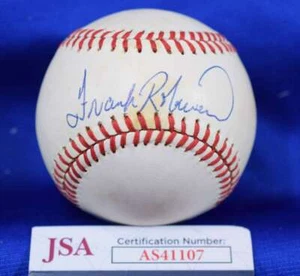 Frank Robinson
JSA Certification Number:
AS41107